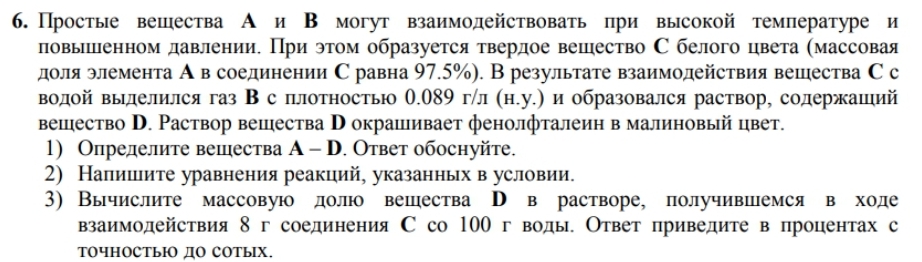 6. Простые вещества А и В могут взаимодействовать при высокой температуре и
повышенном давлении. При этом образуется твердое вещество С белого цвета (массовая
доля элемента А в соединении С равна 97.5%). В результате взаимодействия вещества С с
водой выделился газ В с плотностью 0.089 г/л (н.у.) и образовался раствор, содержащий
вещество D. Раствор вещества D окрашивает фенолфталеин в малиновый цвет.
1) Определите вещества А – D. Ответ обоснуйте.
2) Напишите уравнения реакций, указанных в условии.
3) Вычислите массовую долю вещества D в растворе, получившемся в ходе
взаимодействия 8 г соединения С со 100 г воды. Ответ приведите в процентах с
точностью до сотых.